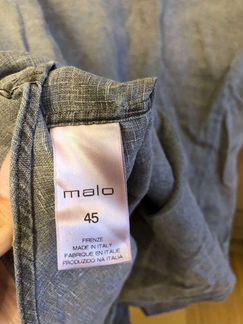 malo
45
FIRENZE
MADE IN ITALY
FABRIQUE EN ITALIE
PRODUZIDO NA ITALIA